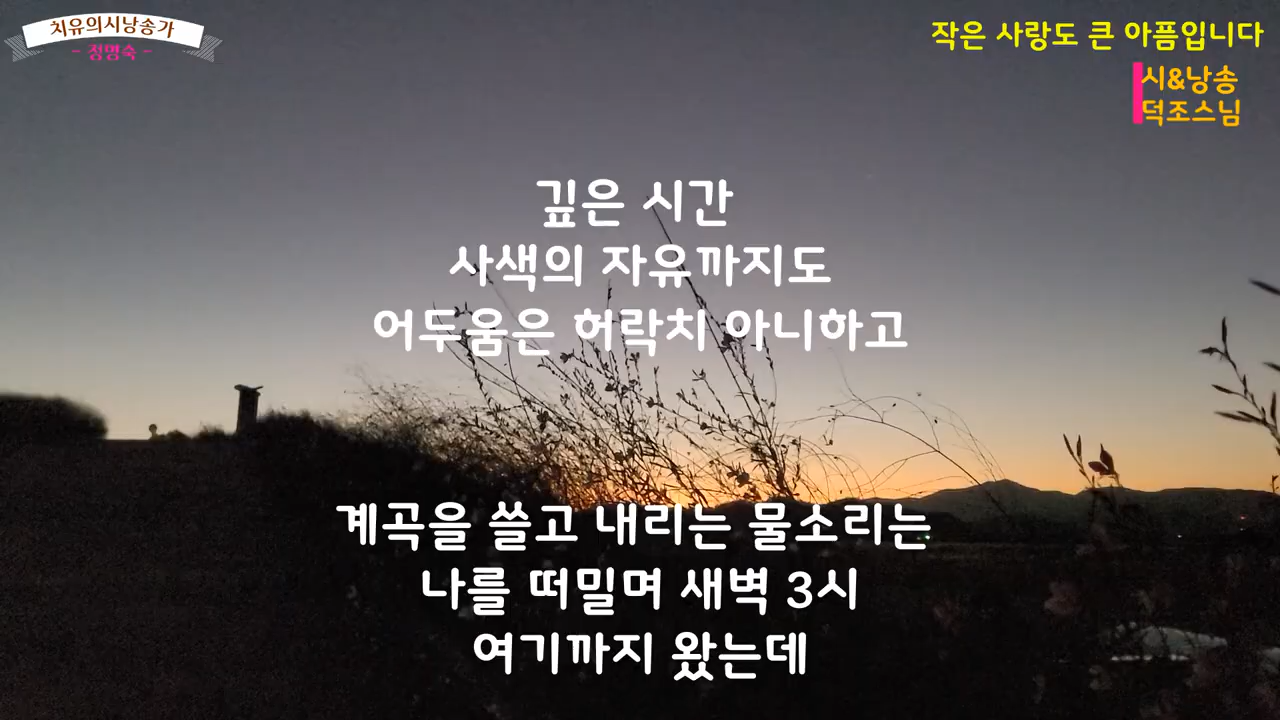 치유의시낭송가
- 정명숙 -
작은 사랑도 큰 아픔입니다
시&낭송
덕조스님
깊은 시간
사색의 자유까지도
어두움은 허락치 아니하고
계곡을 쓸고 내리는 물소리는
나를 떠밀며 새벽 3시
여기까지 왔는데